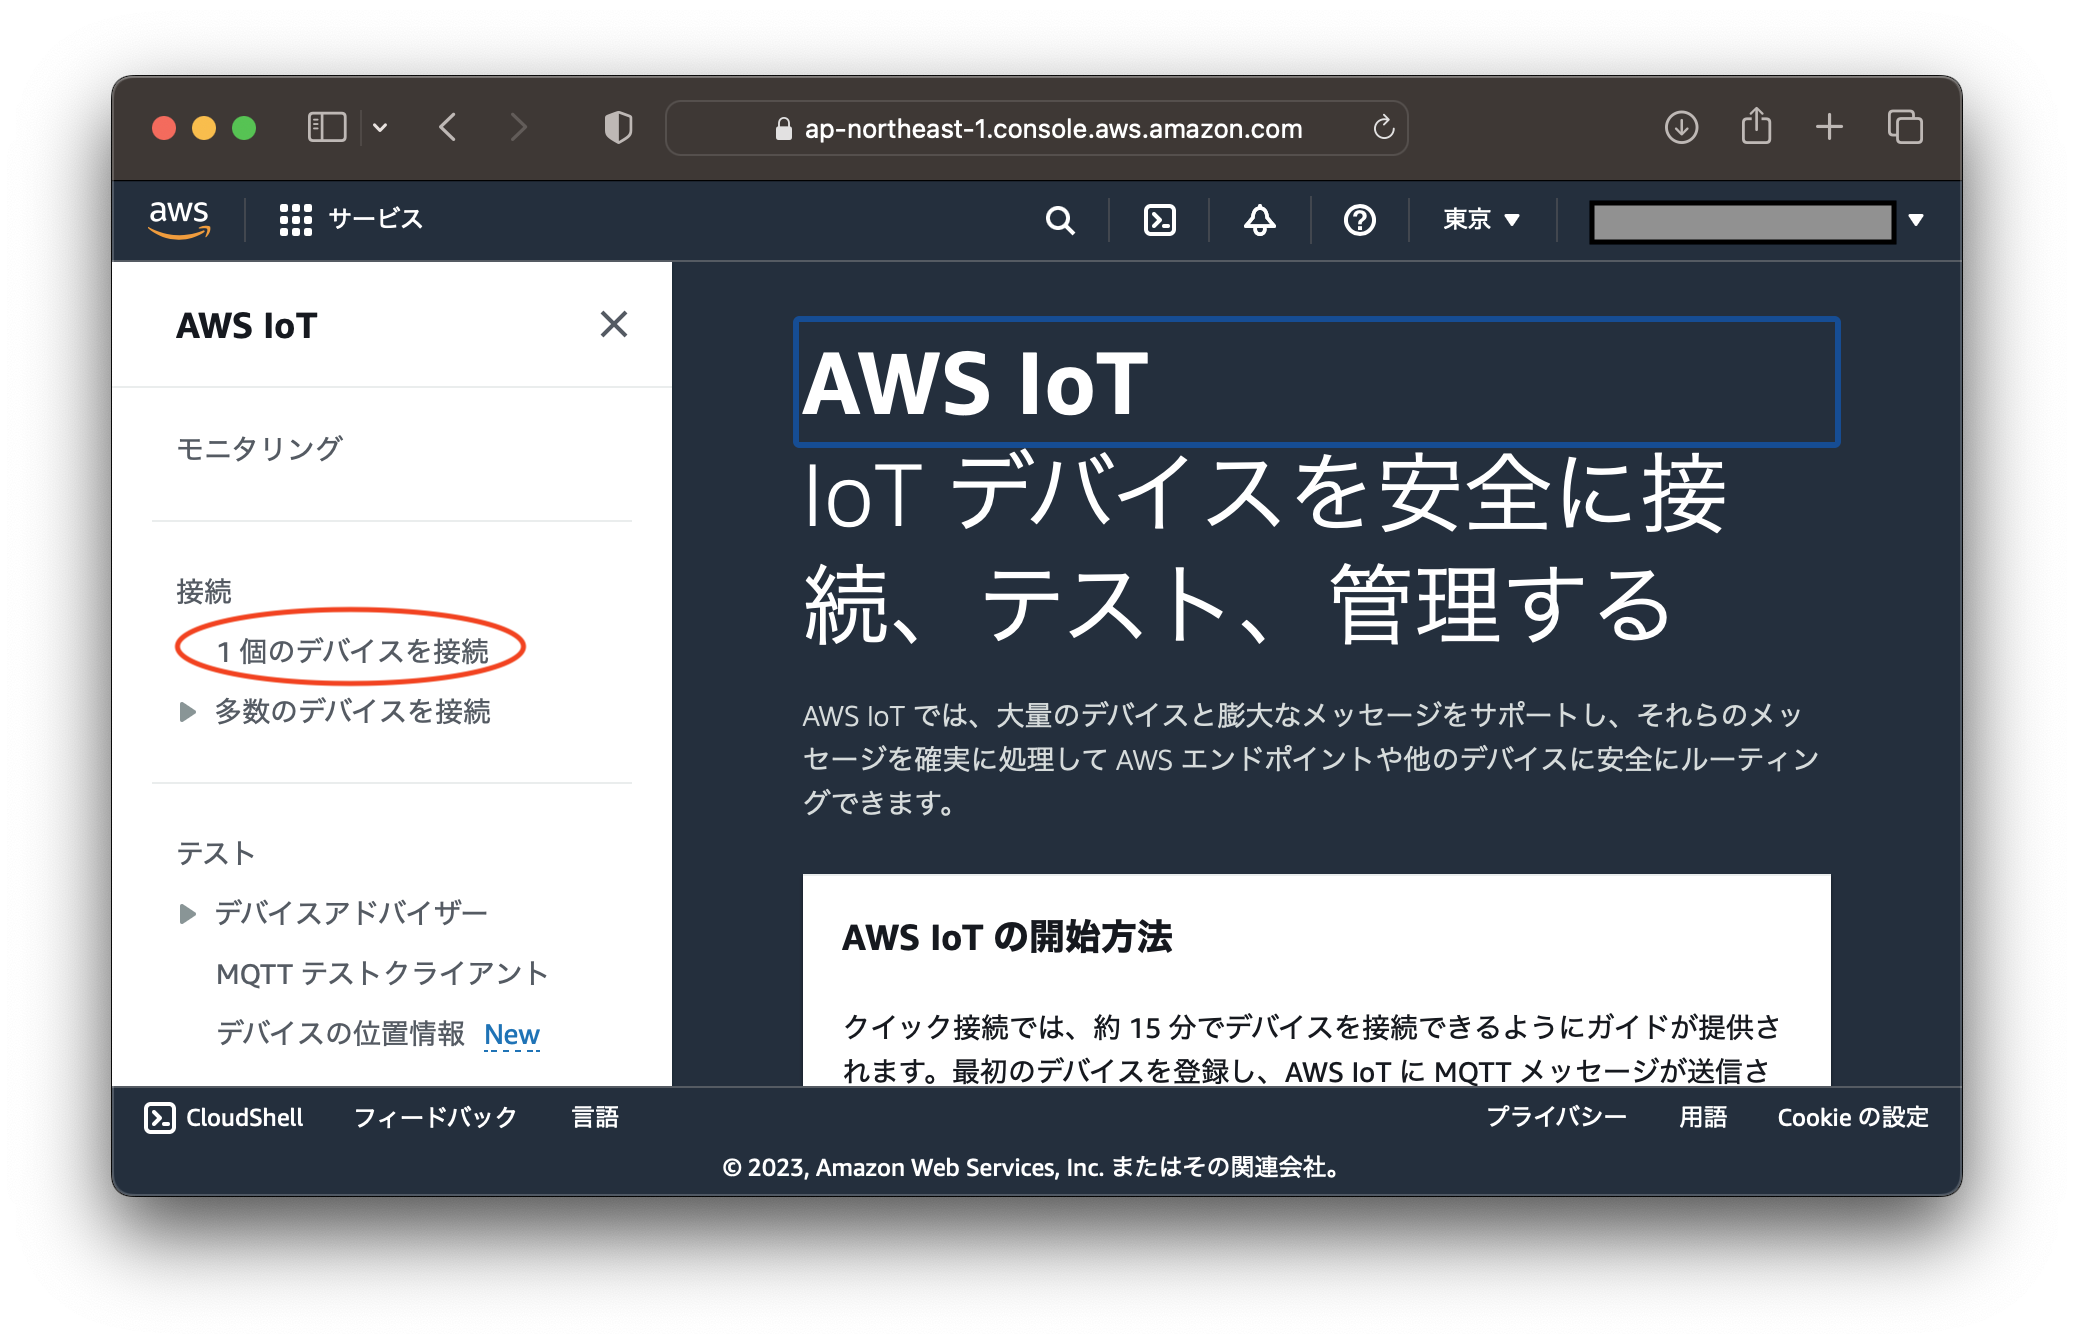 ap-northeast-1.console.aws.amazon.com
aws
サービス
東京
AWS IoT
モニタリング
接続
1 個のデバイスを接続
多数のデバイスを接続
テスト
デバイスアドバイザー
MQTT テストクライアント
デバイスの位置情報 New
AWS IoT
IoT デバイスを安全に接
続、テスト、管理する
AWS IoT では、大量のデバイスと膨大なメッセージをサポートし、それらのメッ
セージを確実に処理して AWS エンドポイントや他のデバイスに安全にルーティン
グできます。
AWS IoT の開始方法
クイック接続では、約 15 分でデバイスを接続できるようにガイドが提供さ
れます。最初のデバイスを登録し、AWS IoT に MQTT メッセージが送信さ
CloudShell
フィードバック
言語
プライバシー
用語
Cookie の設定
© 2023, Amazon Web Services, Inc. またはその関連会社。